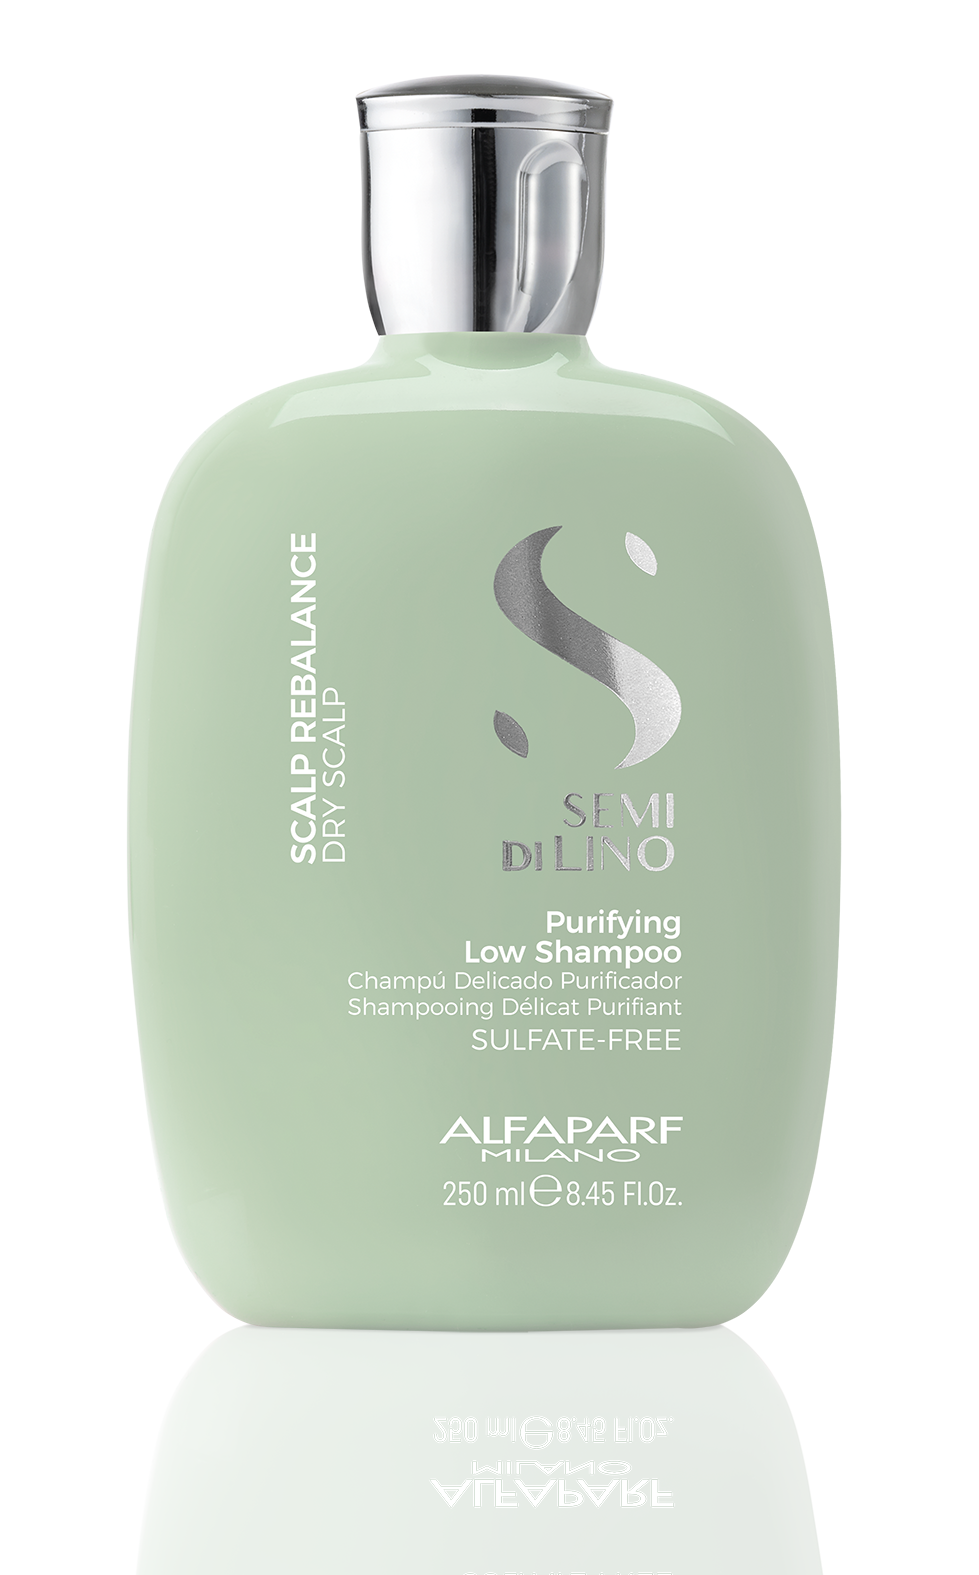 SCALP REBALANCE
DRY SCALP
SEMI
DI LINO
Purifying
Low Shampoo
Champú Delicado Purificador
Shampooing Délicat Purifiant
SULFATE-FREE
ALFAPARF
MILANO
250 ml ℮ 8.45 Fl.Oz.